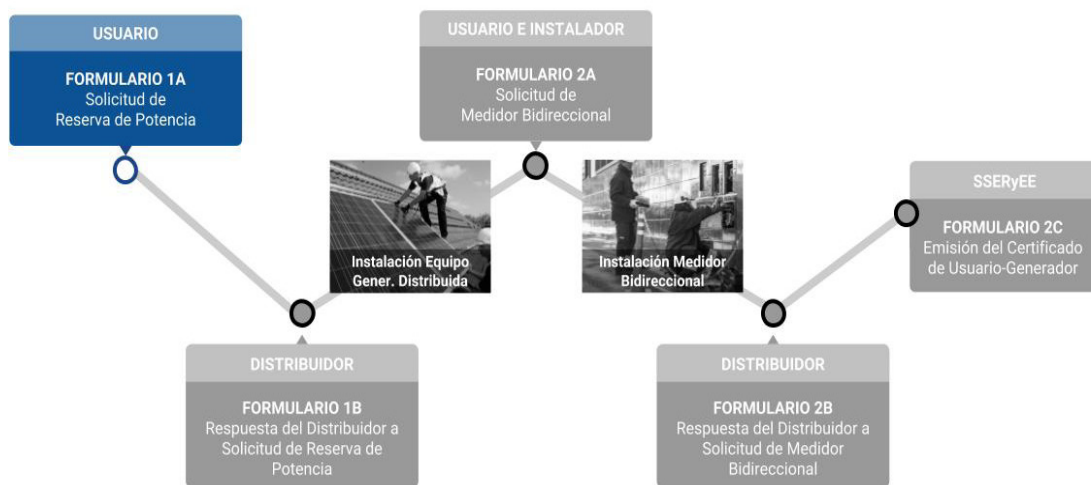 USUARIO
FORMULARIO 1A
Solicitud de
Reserva de Potencia
DISTRIBUIDOR
FORMULARIO 1B
Respuesta del Distribuidor a
Solicitud de Reserva de
Potencia
Instalación Equipo
Gener. Distribuida
USUARIO E INSTALADOR
FORMULARIO 2A
Solicitud de
Medidor Bidireccional
Instalación Medidor
Bidireccional
DISTRIBUIDOR
FORMULARIO 2B
Respuesta del Distribuidor a
Solicitud de Medidor
Bidireccional
SSERyEE
FORMULARIO 2C
Emisión del Certificado
de Usuario-Generador